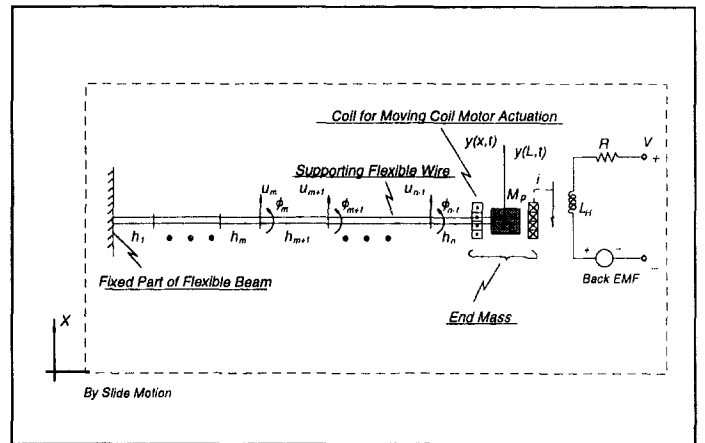 Coil for Moving Coil Motor Actuation
y(x,t) y(L,t)
R V
+
Supporting Flexible Wire
u_m u_{m+1} u_{n-1} M_p i
ϕ_m ϕ_{m+1} ϕ_{n-1} L_H
h_1 • • • h_m h_{m+1} • • • h_n
+ - -
Fixed Part of Flexible Beam
Back EMF
End Mass
X
By Slide Motion